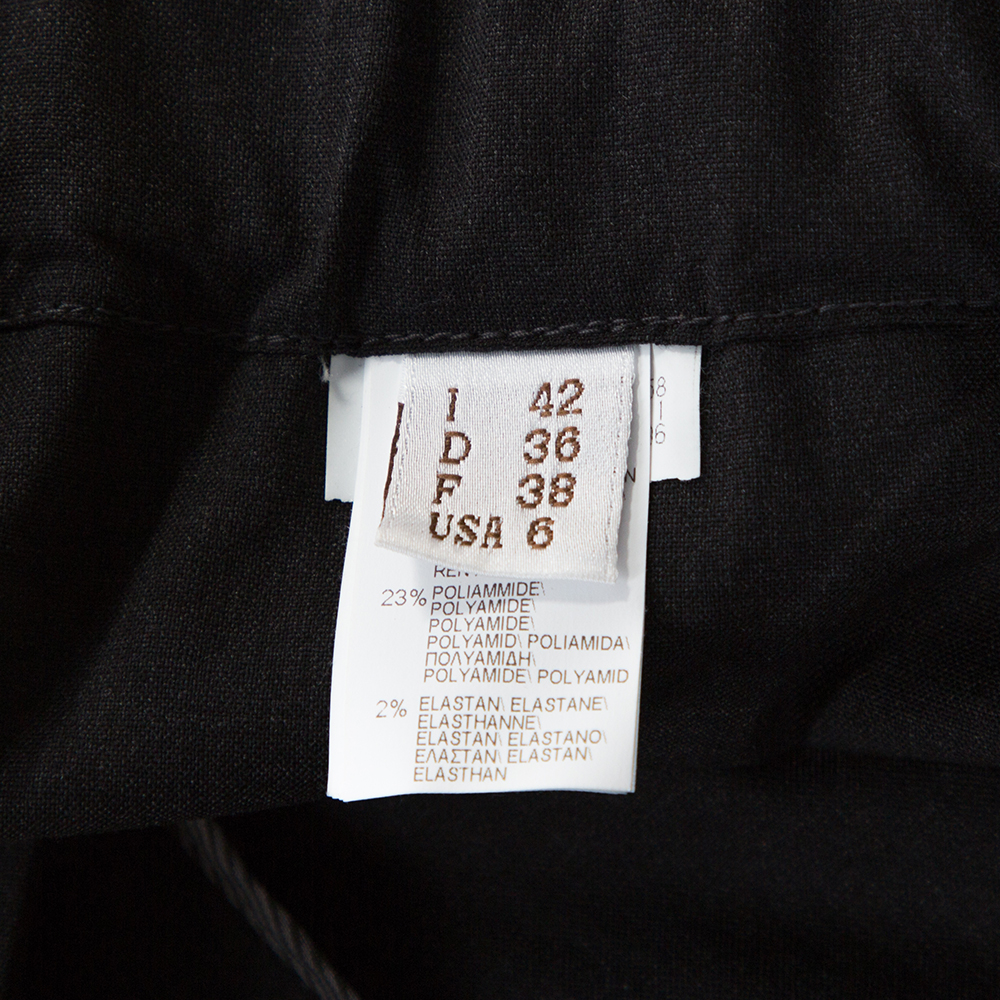 I 42
D 36
F 38
USA 6
23% POLIAMMIDE\
POLYAMIDE\
POLYAMIDE\
POLYAMID\ POLIAMIDA\
ΠΟΛΥΑΜΙΔΗ\
POLYAMIDE\ POLYAMID
2% ELASTAN\ ELASTANE\
ELASTHANNE\
ELASTAN\ ELASTANO\
ΕΛΑΣΤΑΝ\ ELASTAN\
ELASTHAN